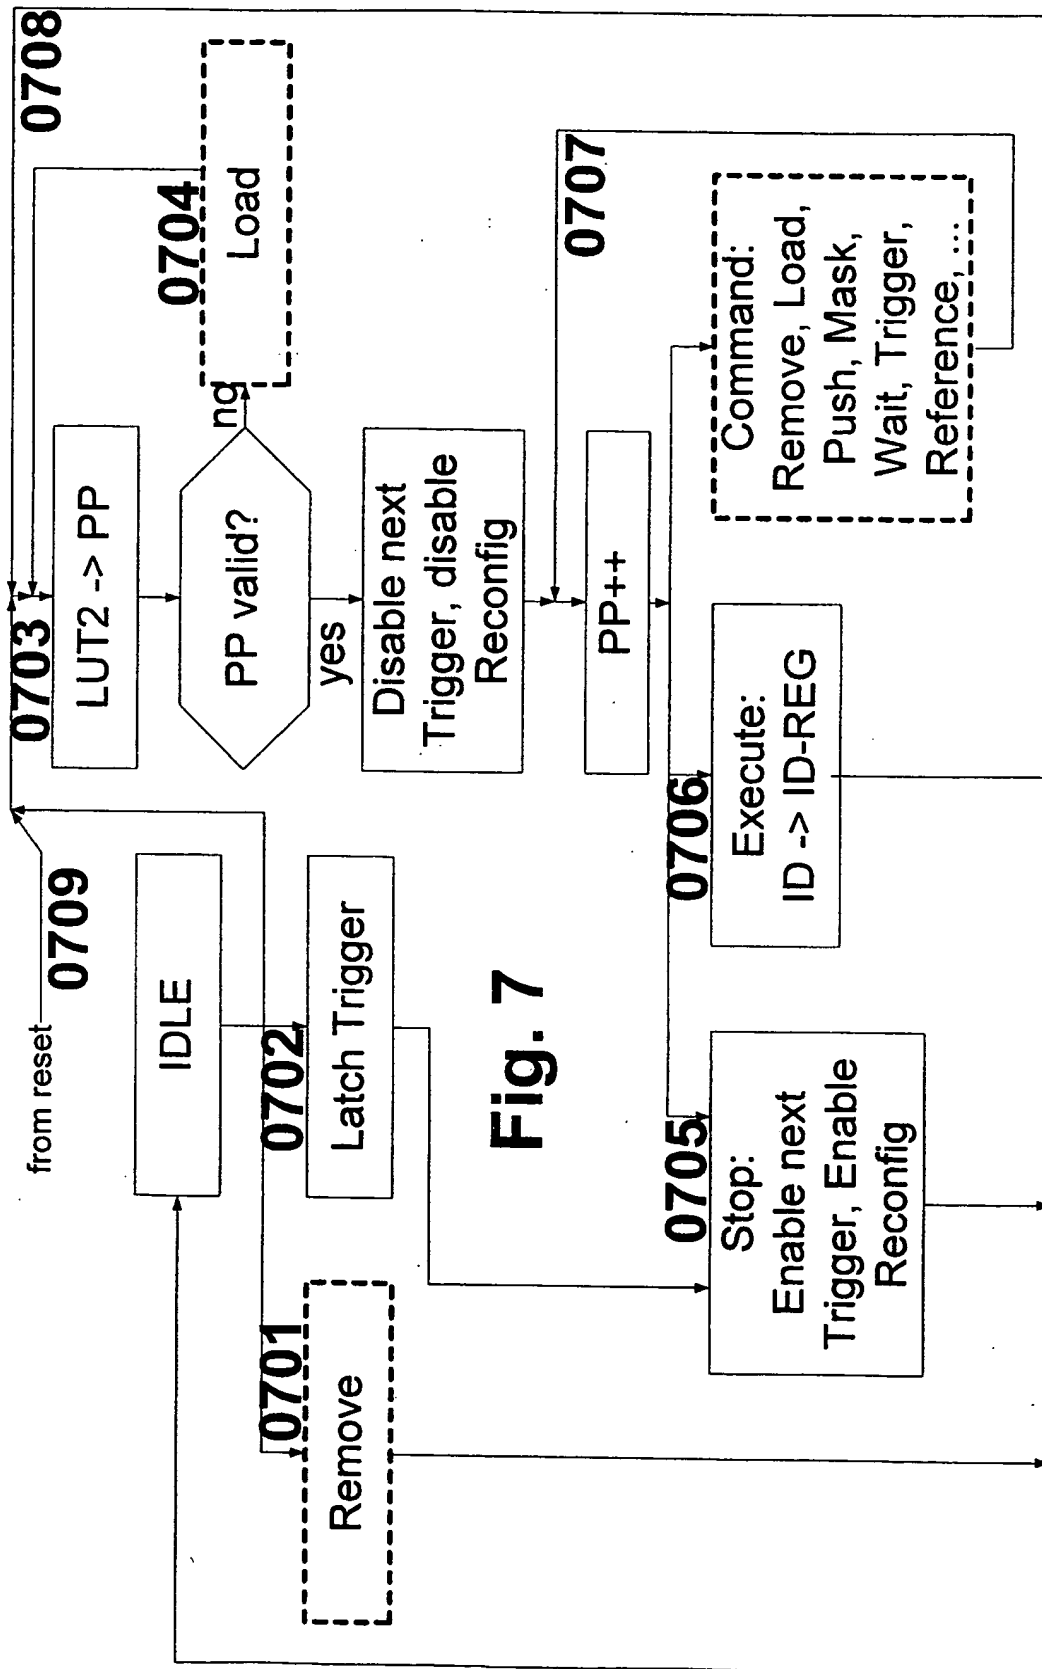 from reset
0709
IDLE
0701
Remove
0702
Latch Trigger
0703
LUT2 -> PP
PP valid?
no
yes
0704
Load
0708
Disable next
Trigger, disable
Reconfig
PP++
0707
0705
Stop:
Enable next
Trigger, Enable
Reconfig
0706
Execute:
ID -> ID-REG
Command:
Remove, Load,
Push, Mask,
Wait, Trigger,
Reference, ...
Fig. 7